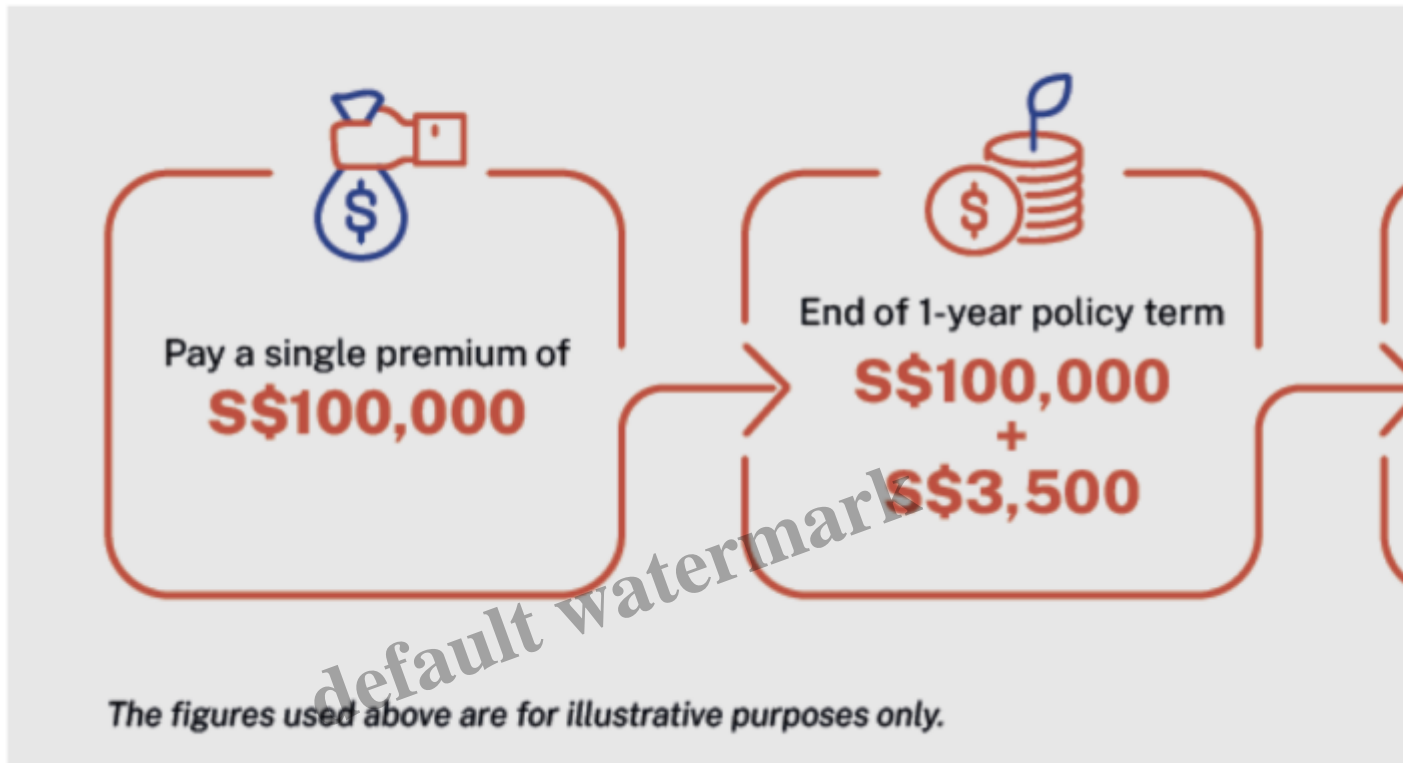 $
$
Pay a single premium of
S$100,000
End of 1-year policy term
S$100,000
+
S$3,500
default watermark
The figures used above are for illustrative purposes only.